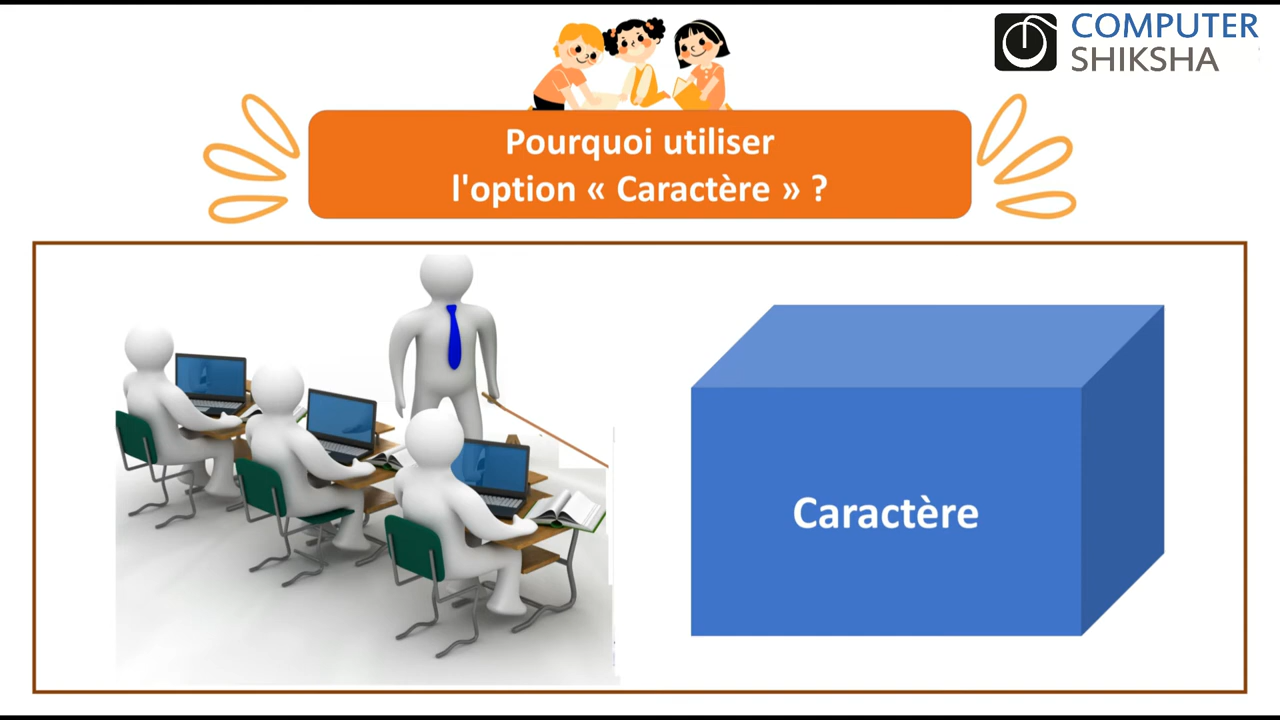 COMPUTER
SHIKSHA
Pourquoi utiliser
l'option « Caractère » ?
Caractère